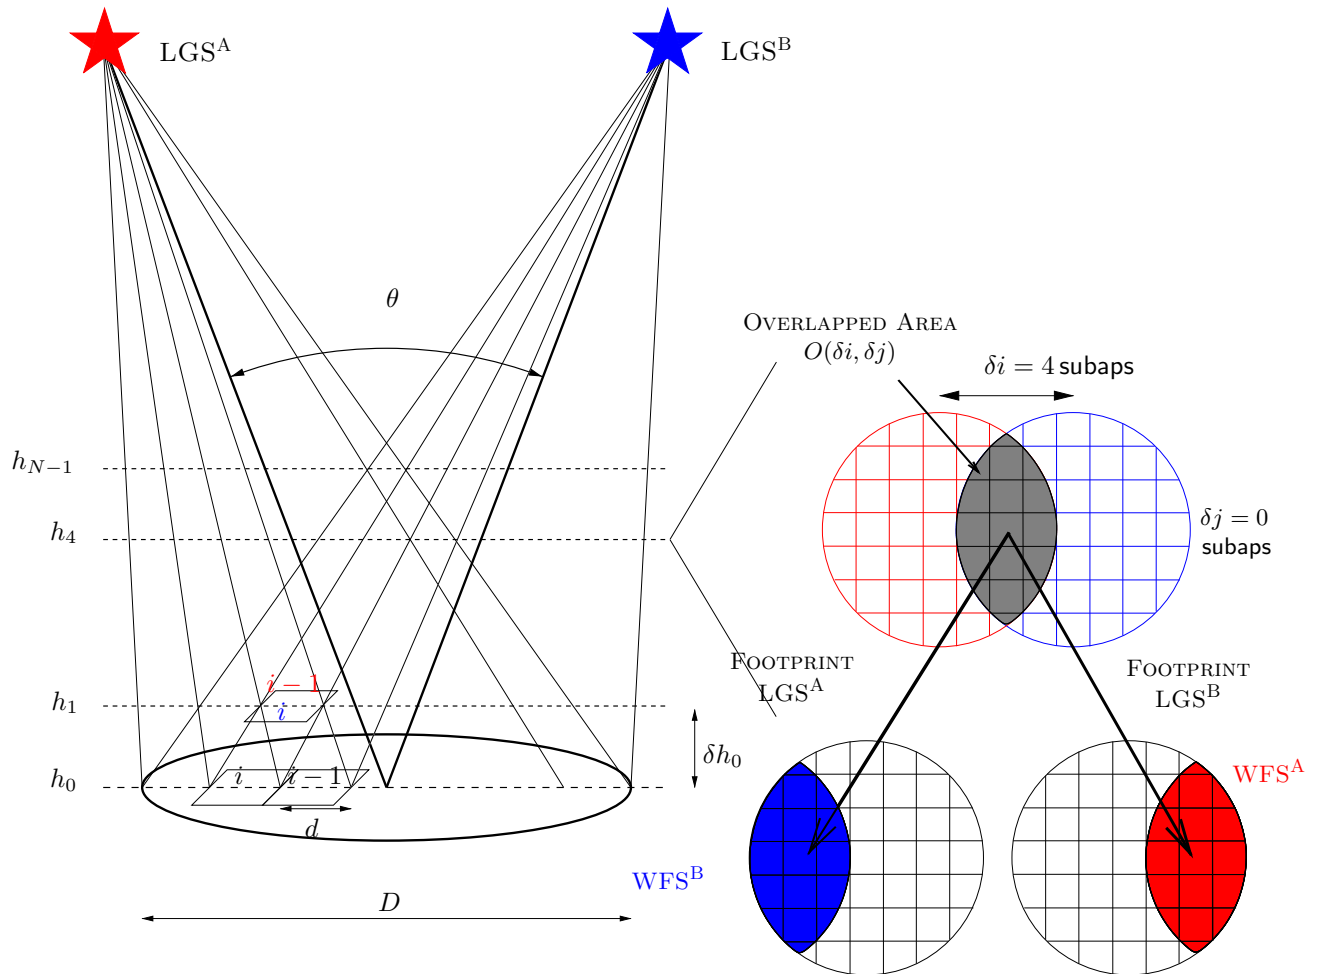 LGS^A
LGS^B
θ
OVERLAPPED AREA
O(δi, δj)
δi = 4 subaps
h_{N−1}
h_4
δj = 0
subaps
FOOTPRINT
LGS^A
FOOTPRINT
LGS^B
i − 1
i
h_1
δh_0
h_0
i
i − 1
d
WFS^A
WFS^B
D